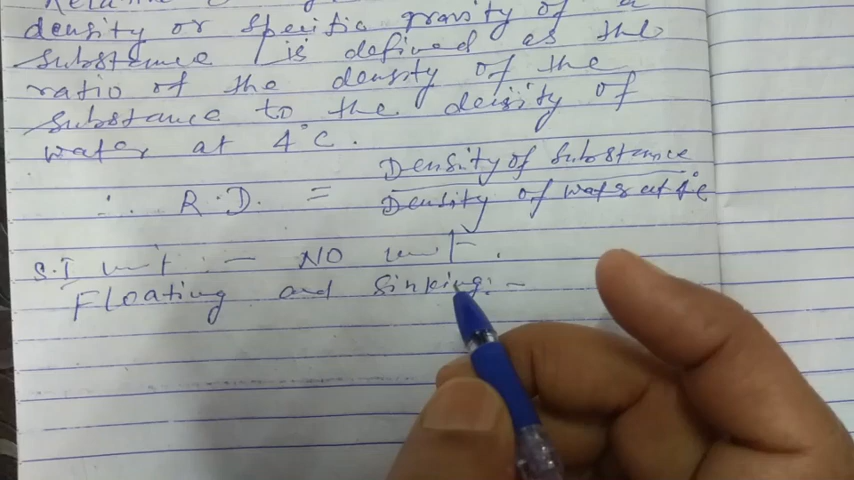 density or specific gravity of a
substance is defined as the
ratio of the density of the
substance to the density of
water at 4°C.
∴ R.D. = Density of substance
Density of water at 4°C
S.I unit :- NO unit.
Floating and Sinking:-